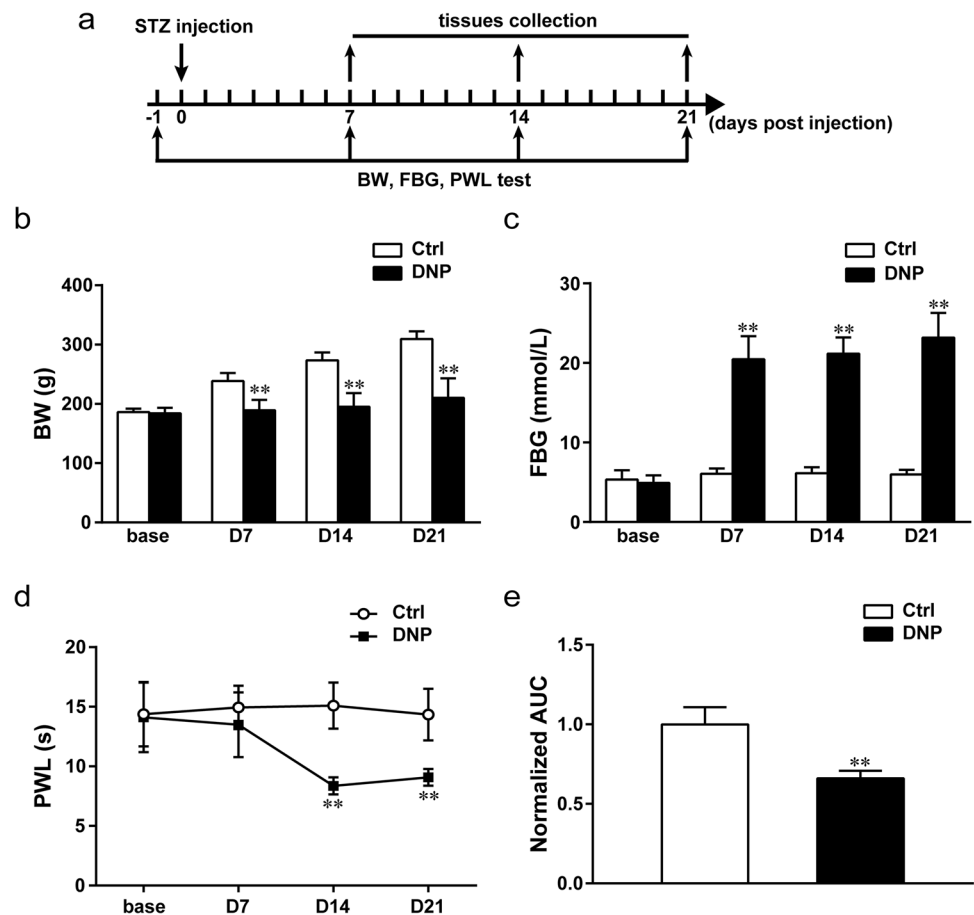 a
STZ injection
tissues collection
-1 0 7 14 21
(days post injection)
BW, FBG, PWL test
b
Ctrl
DNP
BW (g)
400
300
200
100
0
** ** **
base D7 D14 D21
c
Ctrl
DNP
FBG (mmol/L)
30
20
10
0
** ** **
base D7 D14 D21
d
Ctrl
DNP
PWL (s)
20
15
10
5
0
** **
base D7 D14 D21
e
Ctrl
DNP
Normalized AUC
1.5
1.0
0.5
0.0
**